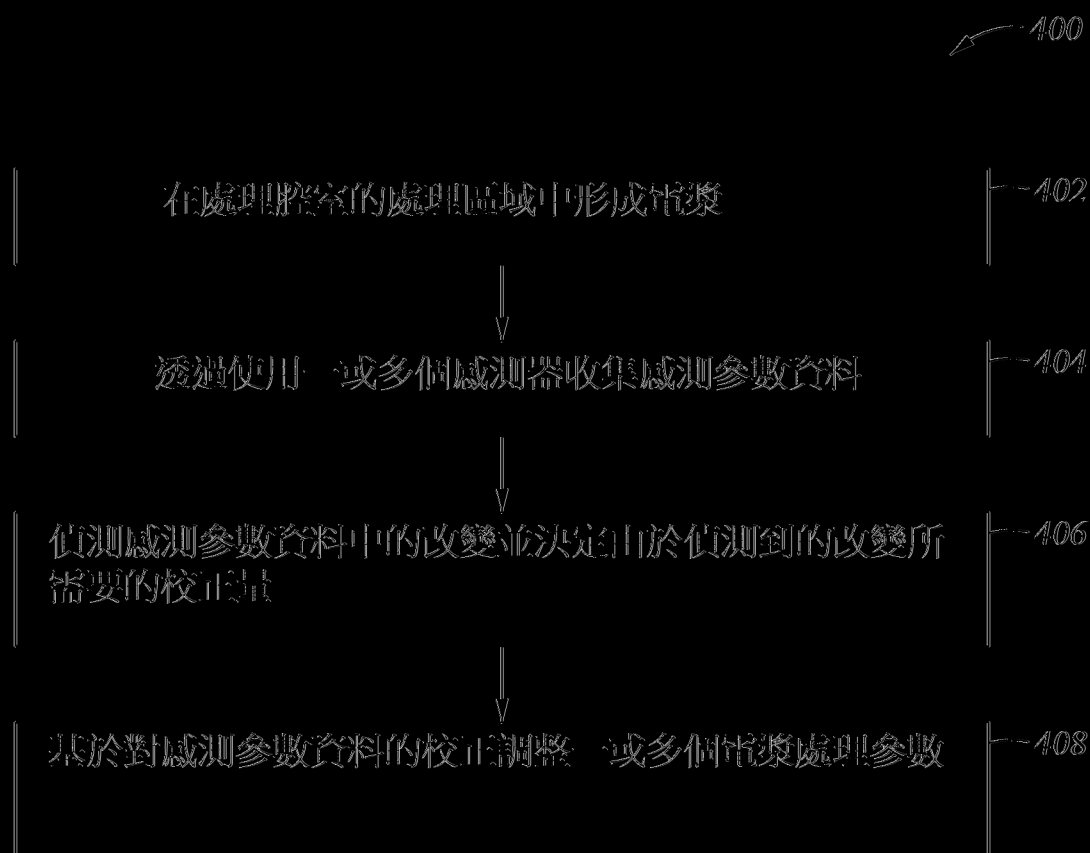 400
在處理腔室的處理區域中形成電漿
402
透過使用一或多個感測器收集感測參數資料
404
偵測感測參數資料中的改變並決定由於偵測到的改變所
需要的校正量
406
基於對感測參數資料的校正調整一或多個電漿處理參數
408